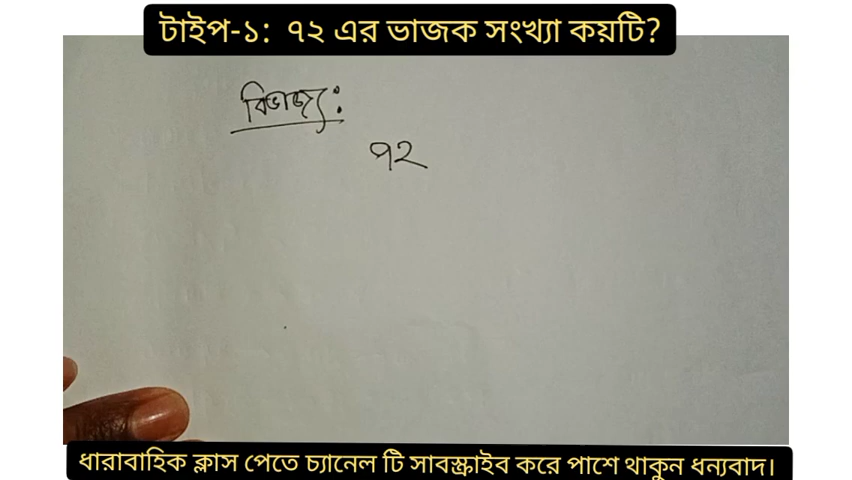 টাইপ-১: ৭২ এর ভাজক সংখ্যা কয়টি?
বিভাজ্য:
৭২
ধারাবাহিক ক্লাস পেতে চ্যানেল টি সাবস্ক্রাইব করে পাশে থাকুন ধন্যবাদ।